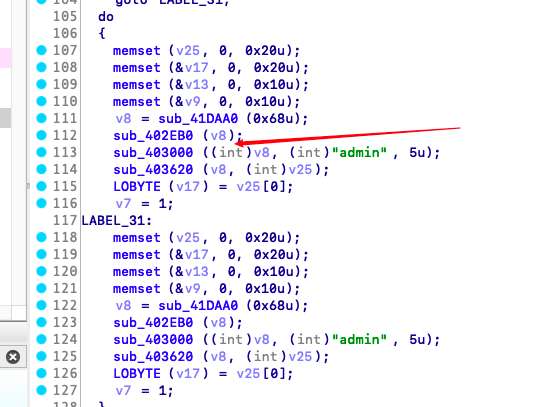 105 do
106 {
107 memset (v25, 0, 0x20u);
108 memset (&v17, 0, 0x20u);
109 memset (&v13, 0, 0x10u);
110 memset (&v9, 0, 0x10u);
111 v8 = sub_41DAA0 (0x68u);
112 sub_402EB0 (v8);
113 sub_403000 ((int)v8, (int)"admin", 5u);
114 sub_403620 (v8, (int)v25);
115 LOBYTE (v17) = v25[0];
116 v7 = 1;
117 LABEL_31:
118 memset (v25, 0, 0x20u);
119 memset (&v17, 0, 0x20u);
120 memset (&v13, 0, 0x10u);
121 memset (&v9, 0, 0x10u);
122 v8 = sub_41DAA0 (0x68u);
123 sub_402EB0 (v8);
124 sub_403000 ((int)v8, (int)"admin", 5u);
125 sub_403620 (v8, (int)v25);
126 LOBYTE (v17) = v25[0];
127 v7 = 1;